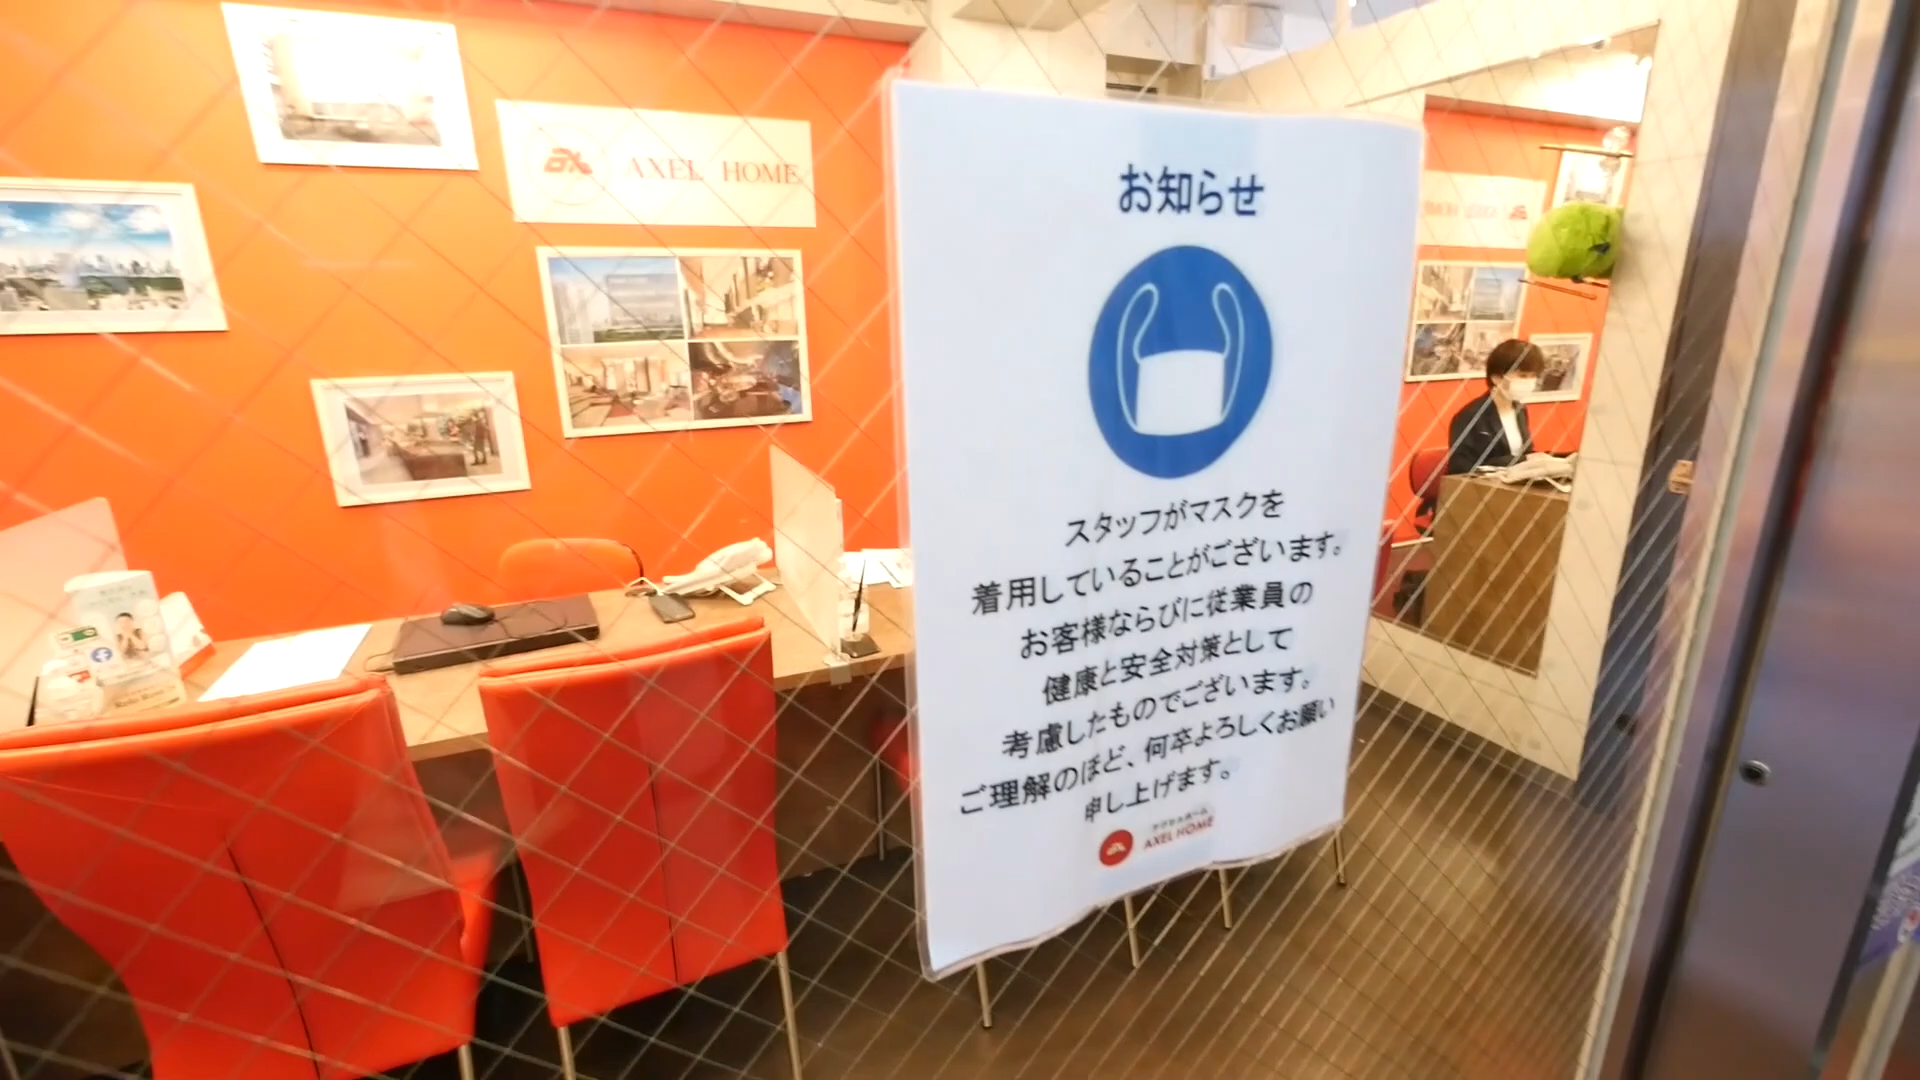 AXEL HOME
お知らせ
スタッフがマスクを
着用していることがございます。
お客様ならびに従業員の
健康と安全対策として
考慮したものでございます。
ご理解のほど、何卒よろしくお願い
申し上げます。
アクセルホーム
AXEL HOME